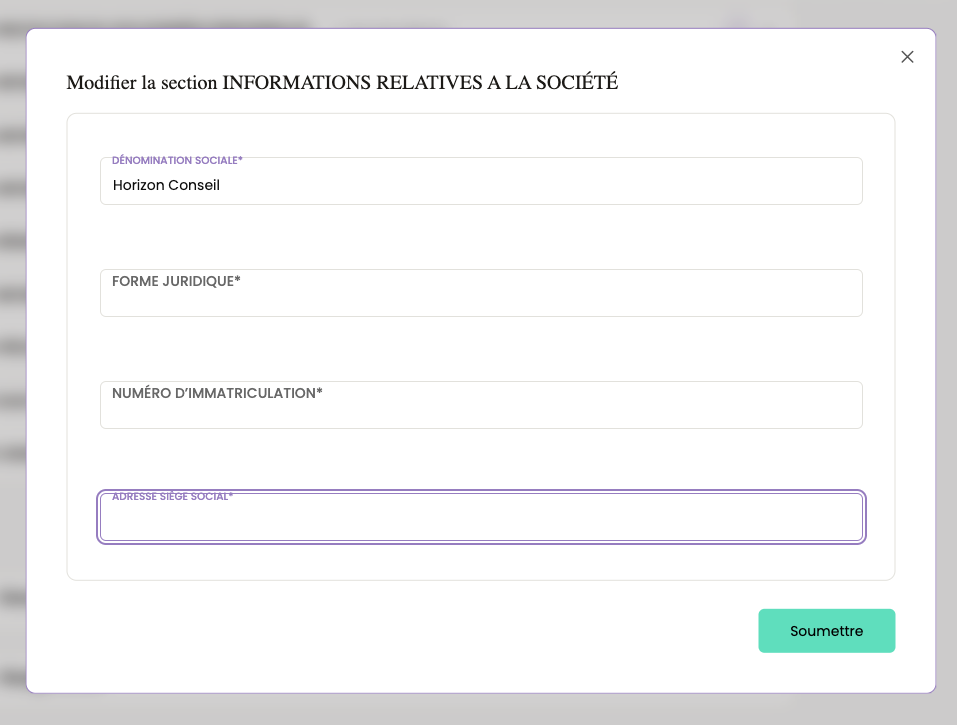 Modifier la section INFORMATIONS RELATIVES A LA SOCIÉTÉ
DÉNOMINATION SOCIALE*
Horizon Conseil
FORME JURIDIQUE*
NUMÉRO D’IMMATRICULATION*
ADRESSE SIÈGE SOCIAL*
Soumettre